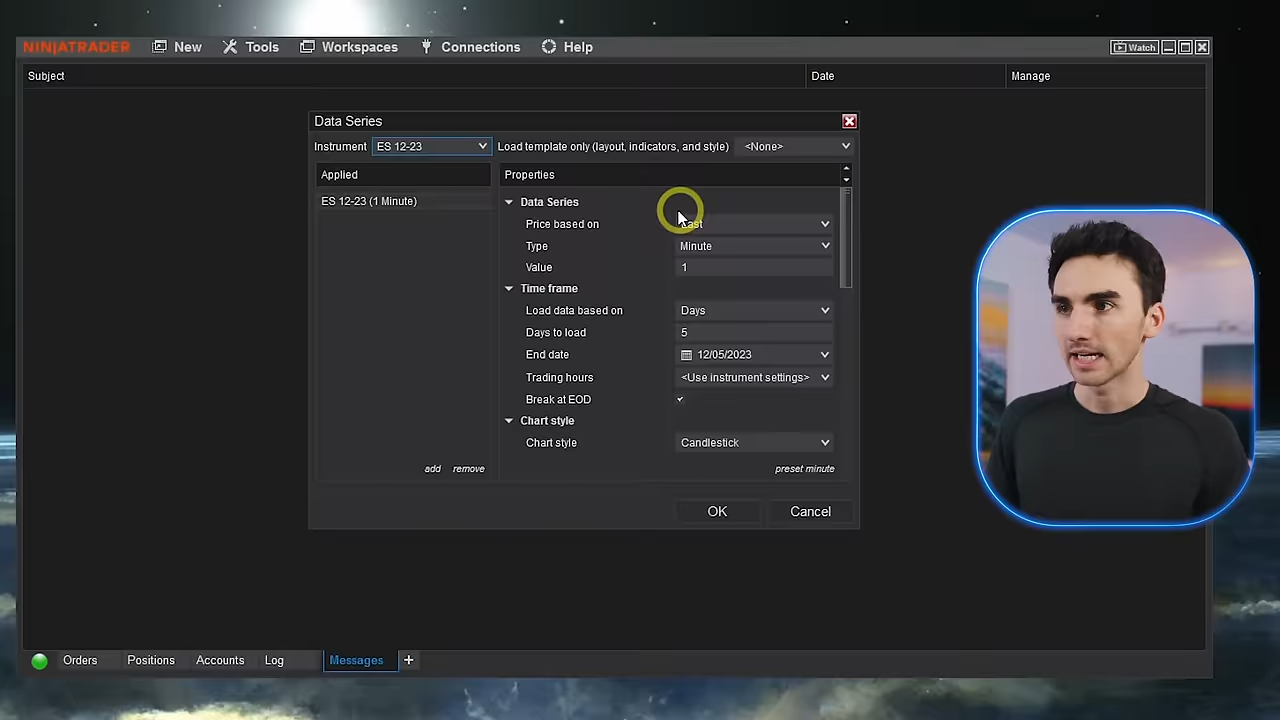 NINJATRADER New Tools Workspaces Connections Help Watch
Subject Date Manage
Data Series
Instrument ES 12-23 Load template only (layout, indicators, and style) <None>
Applied Properties
ES 12-23 (1 Minute) Data Series
Price based on Last
Type Minute
Value 1
Time frame
Load data based on Days
Days to load 5
End date 12/05/2023
Trading hours <Use instrument settings>
Break at EOD
Chart style
Chart style Candlestick
add remove preset minute
OK Cancel
Orders Positions Accounts Log Messages +